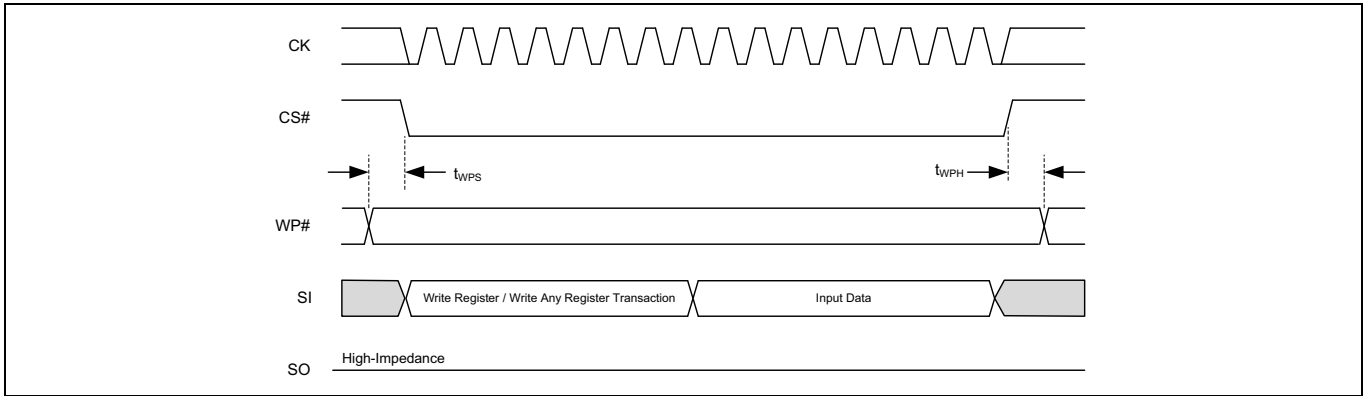 CK
CS#
tWPS
tWPH
WP#
SI
Write Register / Write Any Register Transaction
Input Data
High-Impedance
SO